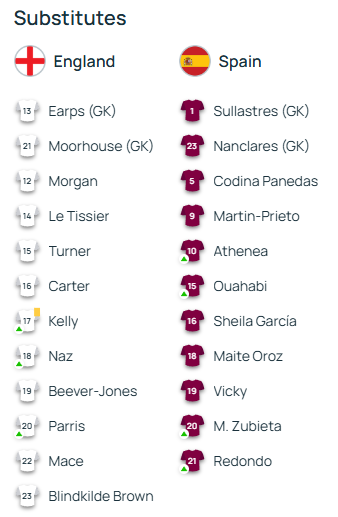 Substitutes
England
Spain
13 Earps (GK)
1 Sullastres (GK)
21 Moorhouse (GK)
23 Nanclares (GK)
12 Morgan
5 Codina Panedas
14 Le Tissier
9 Martin-Prieto
15 Turner
10 Athenea
16 Carter
15 Ouahabi
17 Kelly
16 Sheila García
18 Naz
18 Maite Oroz
19 Beever-Jones
19 Vicky
20 Parris
20 M. Zubieta
22 Mace
21 Redondo
23 Blindkilde Brown